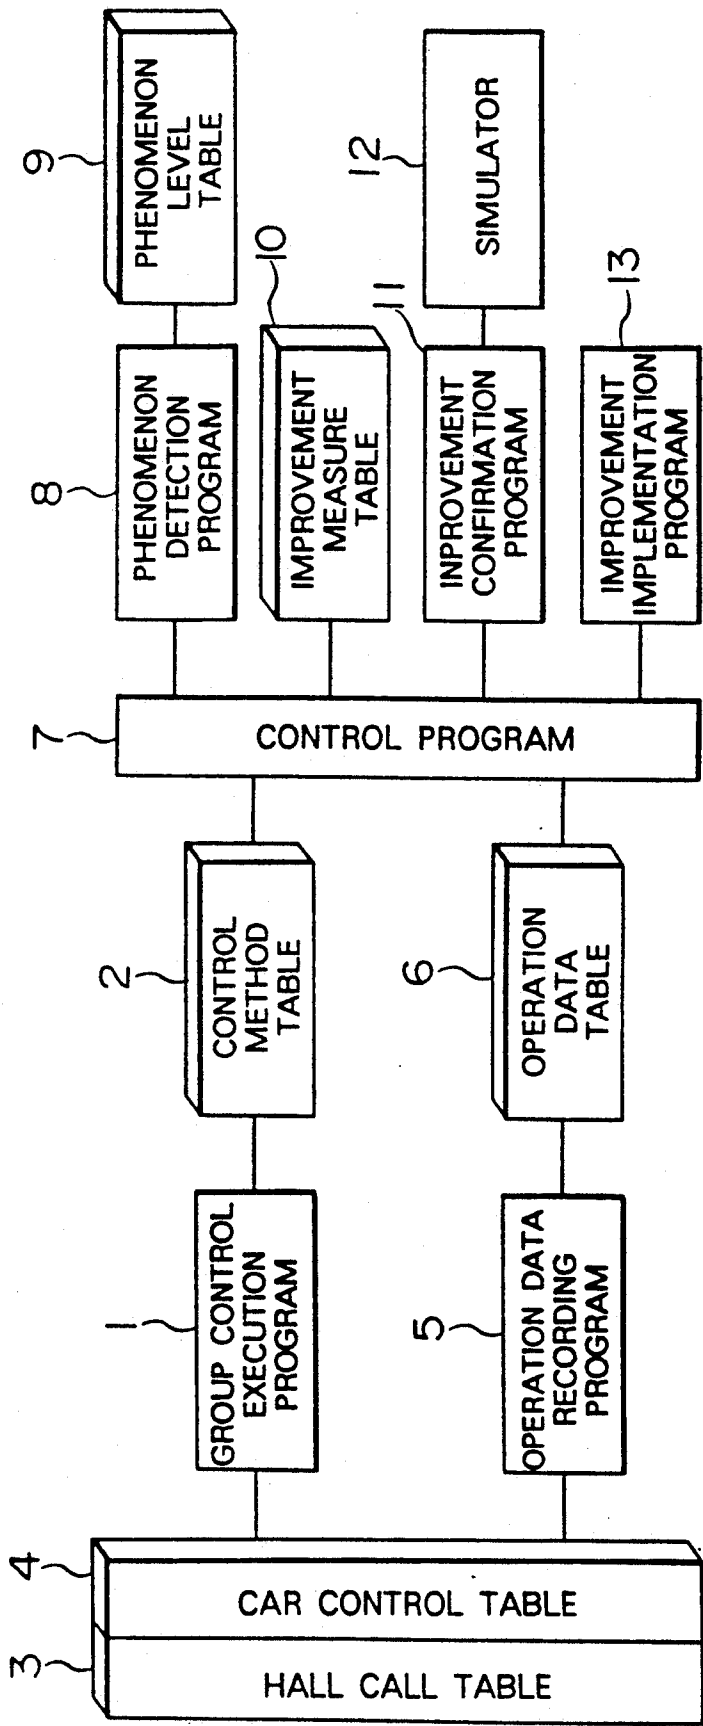 3
HALL CALL TABLE
4
CAR CONTROL TABLE
1
GROUP CONTROL
EXECUTION
PROGRAM
5
OPERATION DATA
RECORDING
PROGRAM
2
CONTROL
METHOD
TABLE
6
OPERATION
DATA
TABLE
7
CONTROL PROGRAM
8
PHENOMENON
DETECTION
PROGRAM
9
PHENOMENON
LEVEL
TABLE
10
IMPROVEMENT
MEASURE
TABLE
11
INPROVEMENT
CONFIRMATION
PROGRAM
12
SIMULATOR
13
IMPROVEMENT
IMPLEMENTATION
PROGRAM